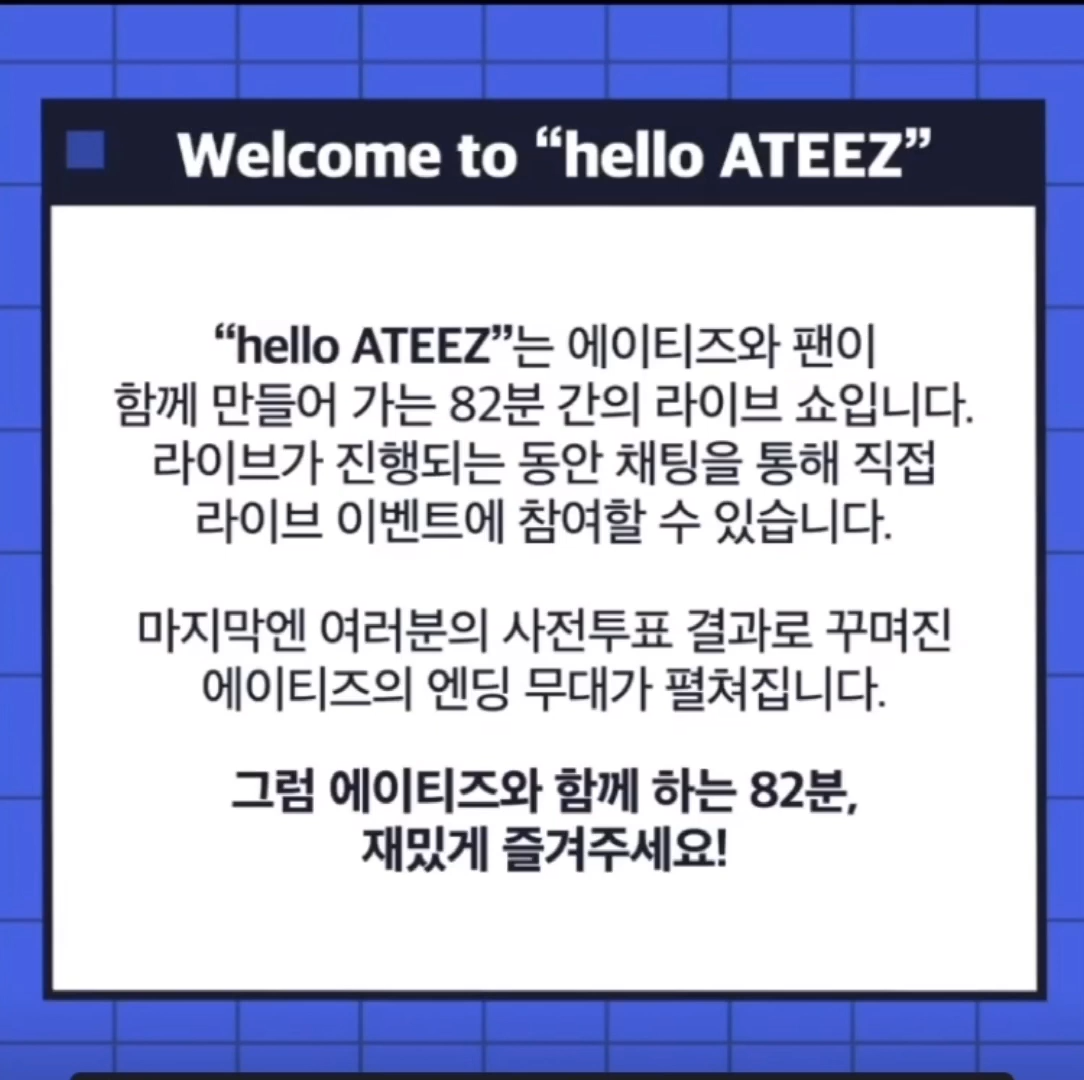 Welcome to “hello ATEEZ”
“hello ATEEZ”는 에이티즈와 팬이
함께 만들어 가는 82분 간의 라이브 쇼입니다.
라이브가 진행되는 동안 채팅을 통해 직접
라이브 이벤트에 참여할 수 있습니다.
마지막엔 여러분의 사전투표 결과로 꾸며진
에이티즈의 엔딩 무대가 펼쳐집니다.
그럼 에이티즈와 함께 하는 82분,
재밌게 즐겨주세요!